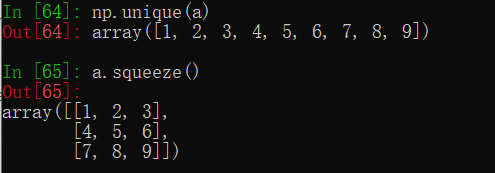 In [64]: np.unique(a)
Out[64]: array([1, 2, 3, 4, 5, 6, 7, 8, 9])
In [65]: a.squeeze()
Out[65]:
array([[1, 2, 3],
       [4, 5, 6],
       [7, 8, 9]])